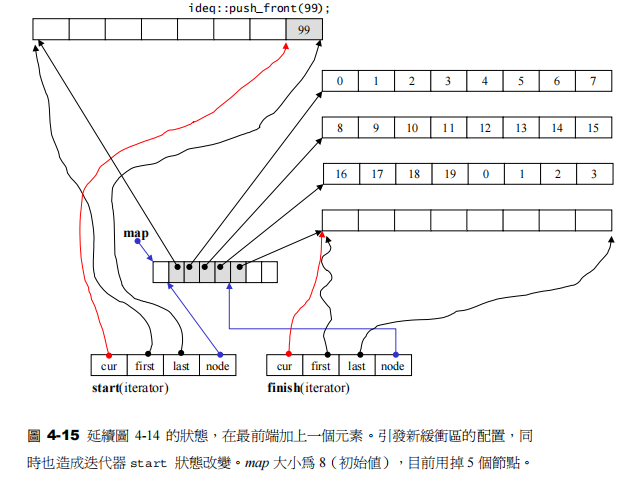 ideq::push_front(99);
99
0 1 2 3 4 5 6 7
8 9 10 11 12 13 14 15
16 17 18 19 0 1 2 3
map
cur first last node
cur first last node
start(iterator)
finish(iterator)
圖 4-15 延續圖 4-14 的狀態，在最前端加上一個元素。引發新緩衝區的配置，同
時也造成迭代器 start 狀態改變。map 大小爲 8（初始值），目前用掉 5 個節點。